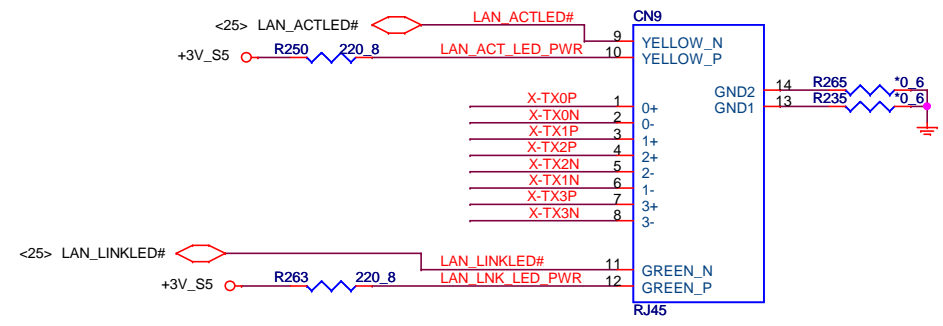 <25> LAN_ACTLED# LAN_ACTLED# CN9
9 YELLOW_N
+3V_S5 R250 220_8 LAN_ACT_LED_PWR 10 YELLOW_P
GND2 14 R265 *0_6
GND1 13 R235 *0_6
X-TX0P 1 0+
X-TX0N 2 0-
X-TX1P 3 1+
X-TX2P 4 2+
X-TX2N 5 2-
X-TX1N 6 1-
X-TX3P 7 3+
X-TX3N 8 3-
<25> LAN_LINKLED#
LAN_LINKLED# 11 GREEN_N
+3V_S5 R263 220_8 LAN_LNK_LED_PWR 12 GREEN_P
RJ45